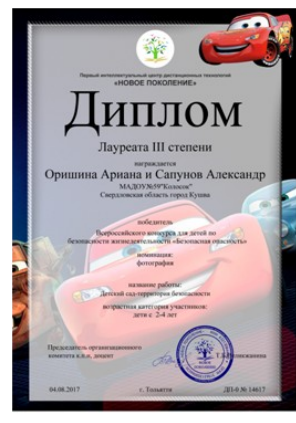 Первый интеллектуальный центр дистанционных технологий
«НОВОЕ ПОКОЛЕНИЕ»
Диплом
Лауреата III степени
награждается
Оришина Ариана и Сапунов Александр
МАДОУ№59"Колосок"
Свердловская область город Кушва
победитель
Всероссийского конкурса для детей по
безопасности жизнедеятельности «Безопасная опасность»
номинация:
фотография
название работы:
Детский сад-территория безопасности
возрастная категория участников:
дети с 2-4 лет
Председатель организационного
комитета к.п.н, доцент
04.08.2017
г. Тольятти
ДП-0 № 14617